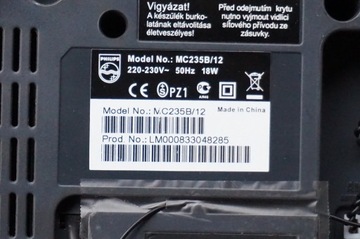 Vigyázat!
A készülék burko-
latának eltávolítása
életveszélyes!
Před odejmutím krytu
nutno vyjmout vidlici
síťového přívodu ze
zásuvky.
PHILIPS
Model No.: MC235B/12
220-230V~ 50Hz 18W
CE PZ1
Made in China
Model No.: MC235B/12
Prod. No.: LM000833048285